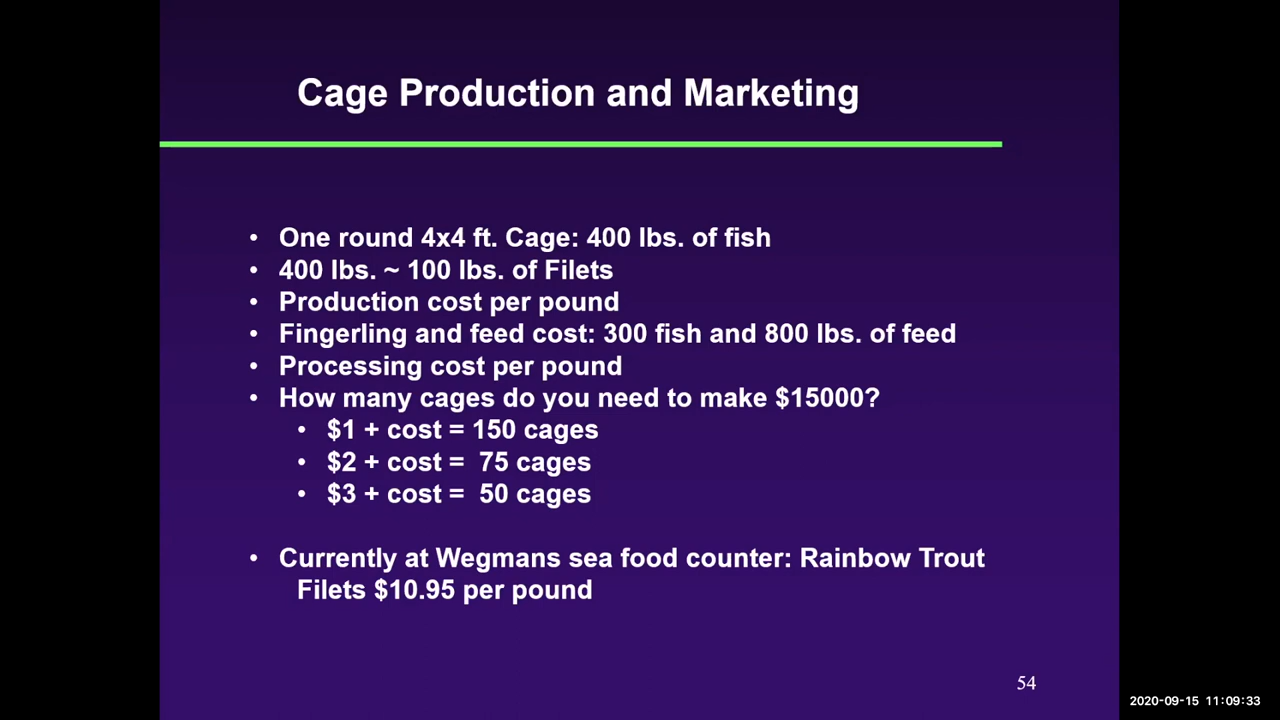 Cage Production and Marketing
• One round 4x4 ft. Cage: 400 lbs. of fish
• 400 lbs. ~ 100 lbs. of Filets
• Production cost per pound
• Fingerling and feed cost: 300 fish and 800 lbs. of feed
• Processing cost per pound
• How many cages do you need to make $15000?
• $1 + cost = 150 cages
• $2 + cost = 75 cages
• $3 + cost = 50 cages
• Currently at Wegmans sea food counter: Rainbow Trout
Filets $10.95 per pound
54
2020-09-15 11:09:33